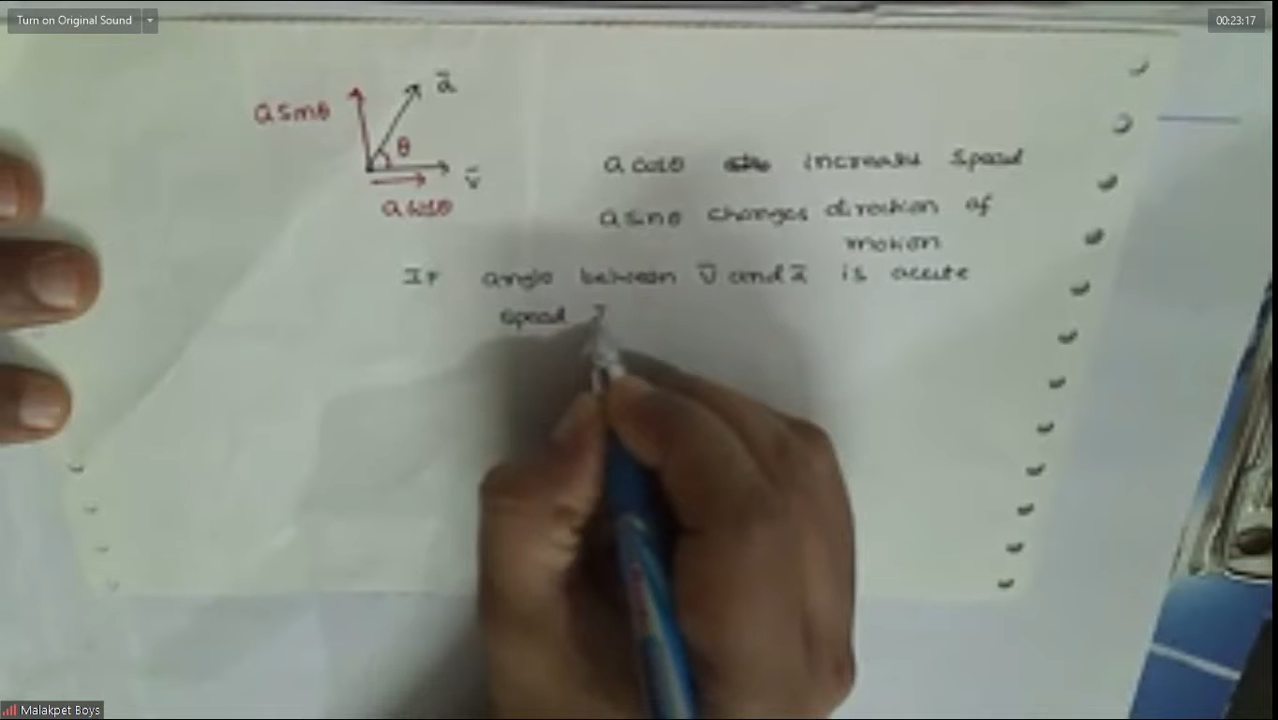 Turn on Original Sound
00:23:17
a̅
a sinθ
θ
v̅
a cosθ
a cosθ increases speed
a sinθ changes direction of
motion
If angle between v̅ and a̅ is acute
speed
Malakpet Boys